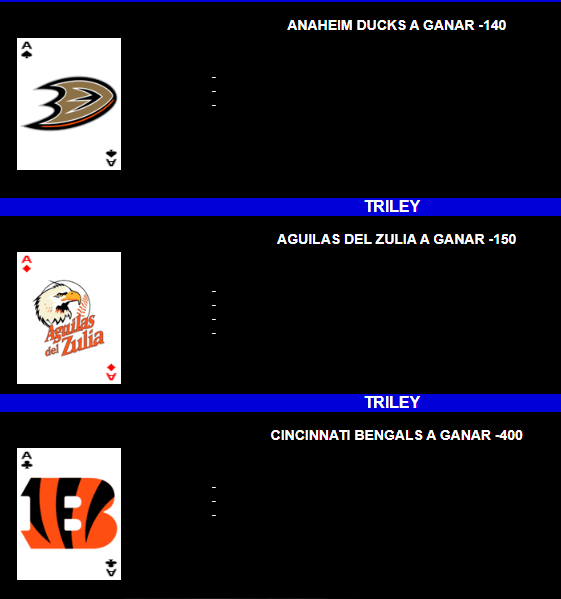 ANAHEIM DUCKS A GANAR -140
A
-
-
-
A
TRILEY
AGUILAS DEL ZULIA A GANAR -150
A
-
Aguilas
-
del Zulia
-
-
A
TRILEY
CINCINNATI BENGALS A GANAR -400
A
B
-
-
-
A